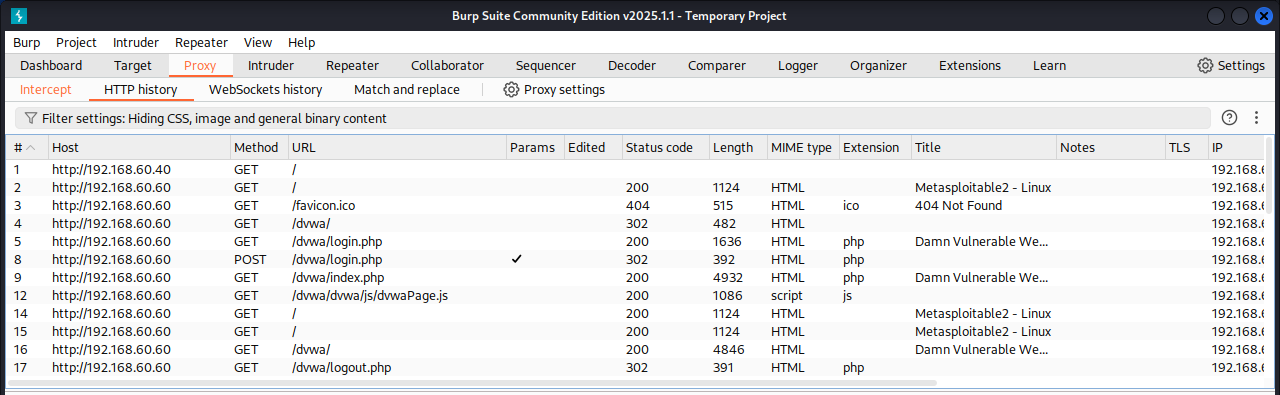 Burp Suite Community Edition v2025.1.1 - Temporary Project
Burp Project Intruder Repeater View Help
Dashboard Target Proxy Intruder Repeater Collaborator Sequencer Decoder Comparer Logger Organizer Extensions Learn Settings
Intercept HTTP history WebSockets history Match and replace Proxy settings
Filter settings: Hiding CSS, image and general binary content
# Host Method URL Params Edited Status code Length MIME type Extension Title Notes TLS IP
1 http://192.168.60.40 GET / 192.168.6
2 http://192.168.60.60 GET / 200 1124 HTML Metasploitable2 - Linux 192.168.6
3 http://192.168.60.60 GET /favicon.ico 404 515 HTML ico 404 Not Found 192.168.6
4 http://192.168.60.60 GET /dvwa/ 302 482 HTML 192.168.6
5 http://192.168.60.60 GET /dvwa/login.php 200 1636 HTML php Damn Vulnerable We... 192.168.6
8 http://192.168.60.60 POST /dvwa/login.php ✓ 302 392 HTML php 192.168.6
9 http://192.168.60.60 GET /dvwa/index.php 200 4932 HTML php Damn Vulnerable We... 192.168.6
12 http://192.168.60.60 GET /dvwa/dvwa/js/dvwaPage.js 200 1086 script js 192.168.6
14 http://192.168.60.60 GET / 200 1124 HTML Metasploitable2 - Linux 192.168.6
15 http://192.168.60.60 GET / 200 1124 HTML Metasploitable2 - Linux 192.168.6
16 http://192.168.60.60 GET /dvwa/ 200 4846 HTML Damn Vulnerable We... 192.168.6
17 http://192.168.60.60 GET /dvwa/logout.php 302 391 HTML php 192.168.6